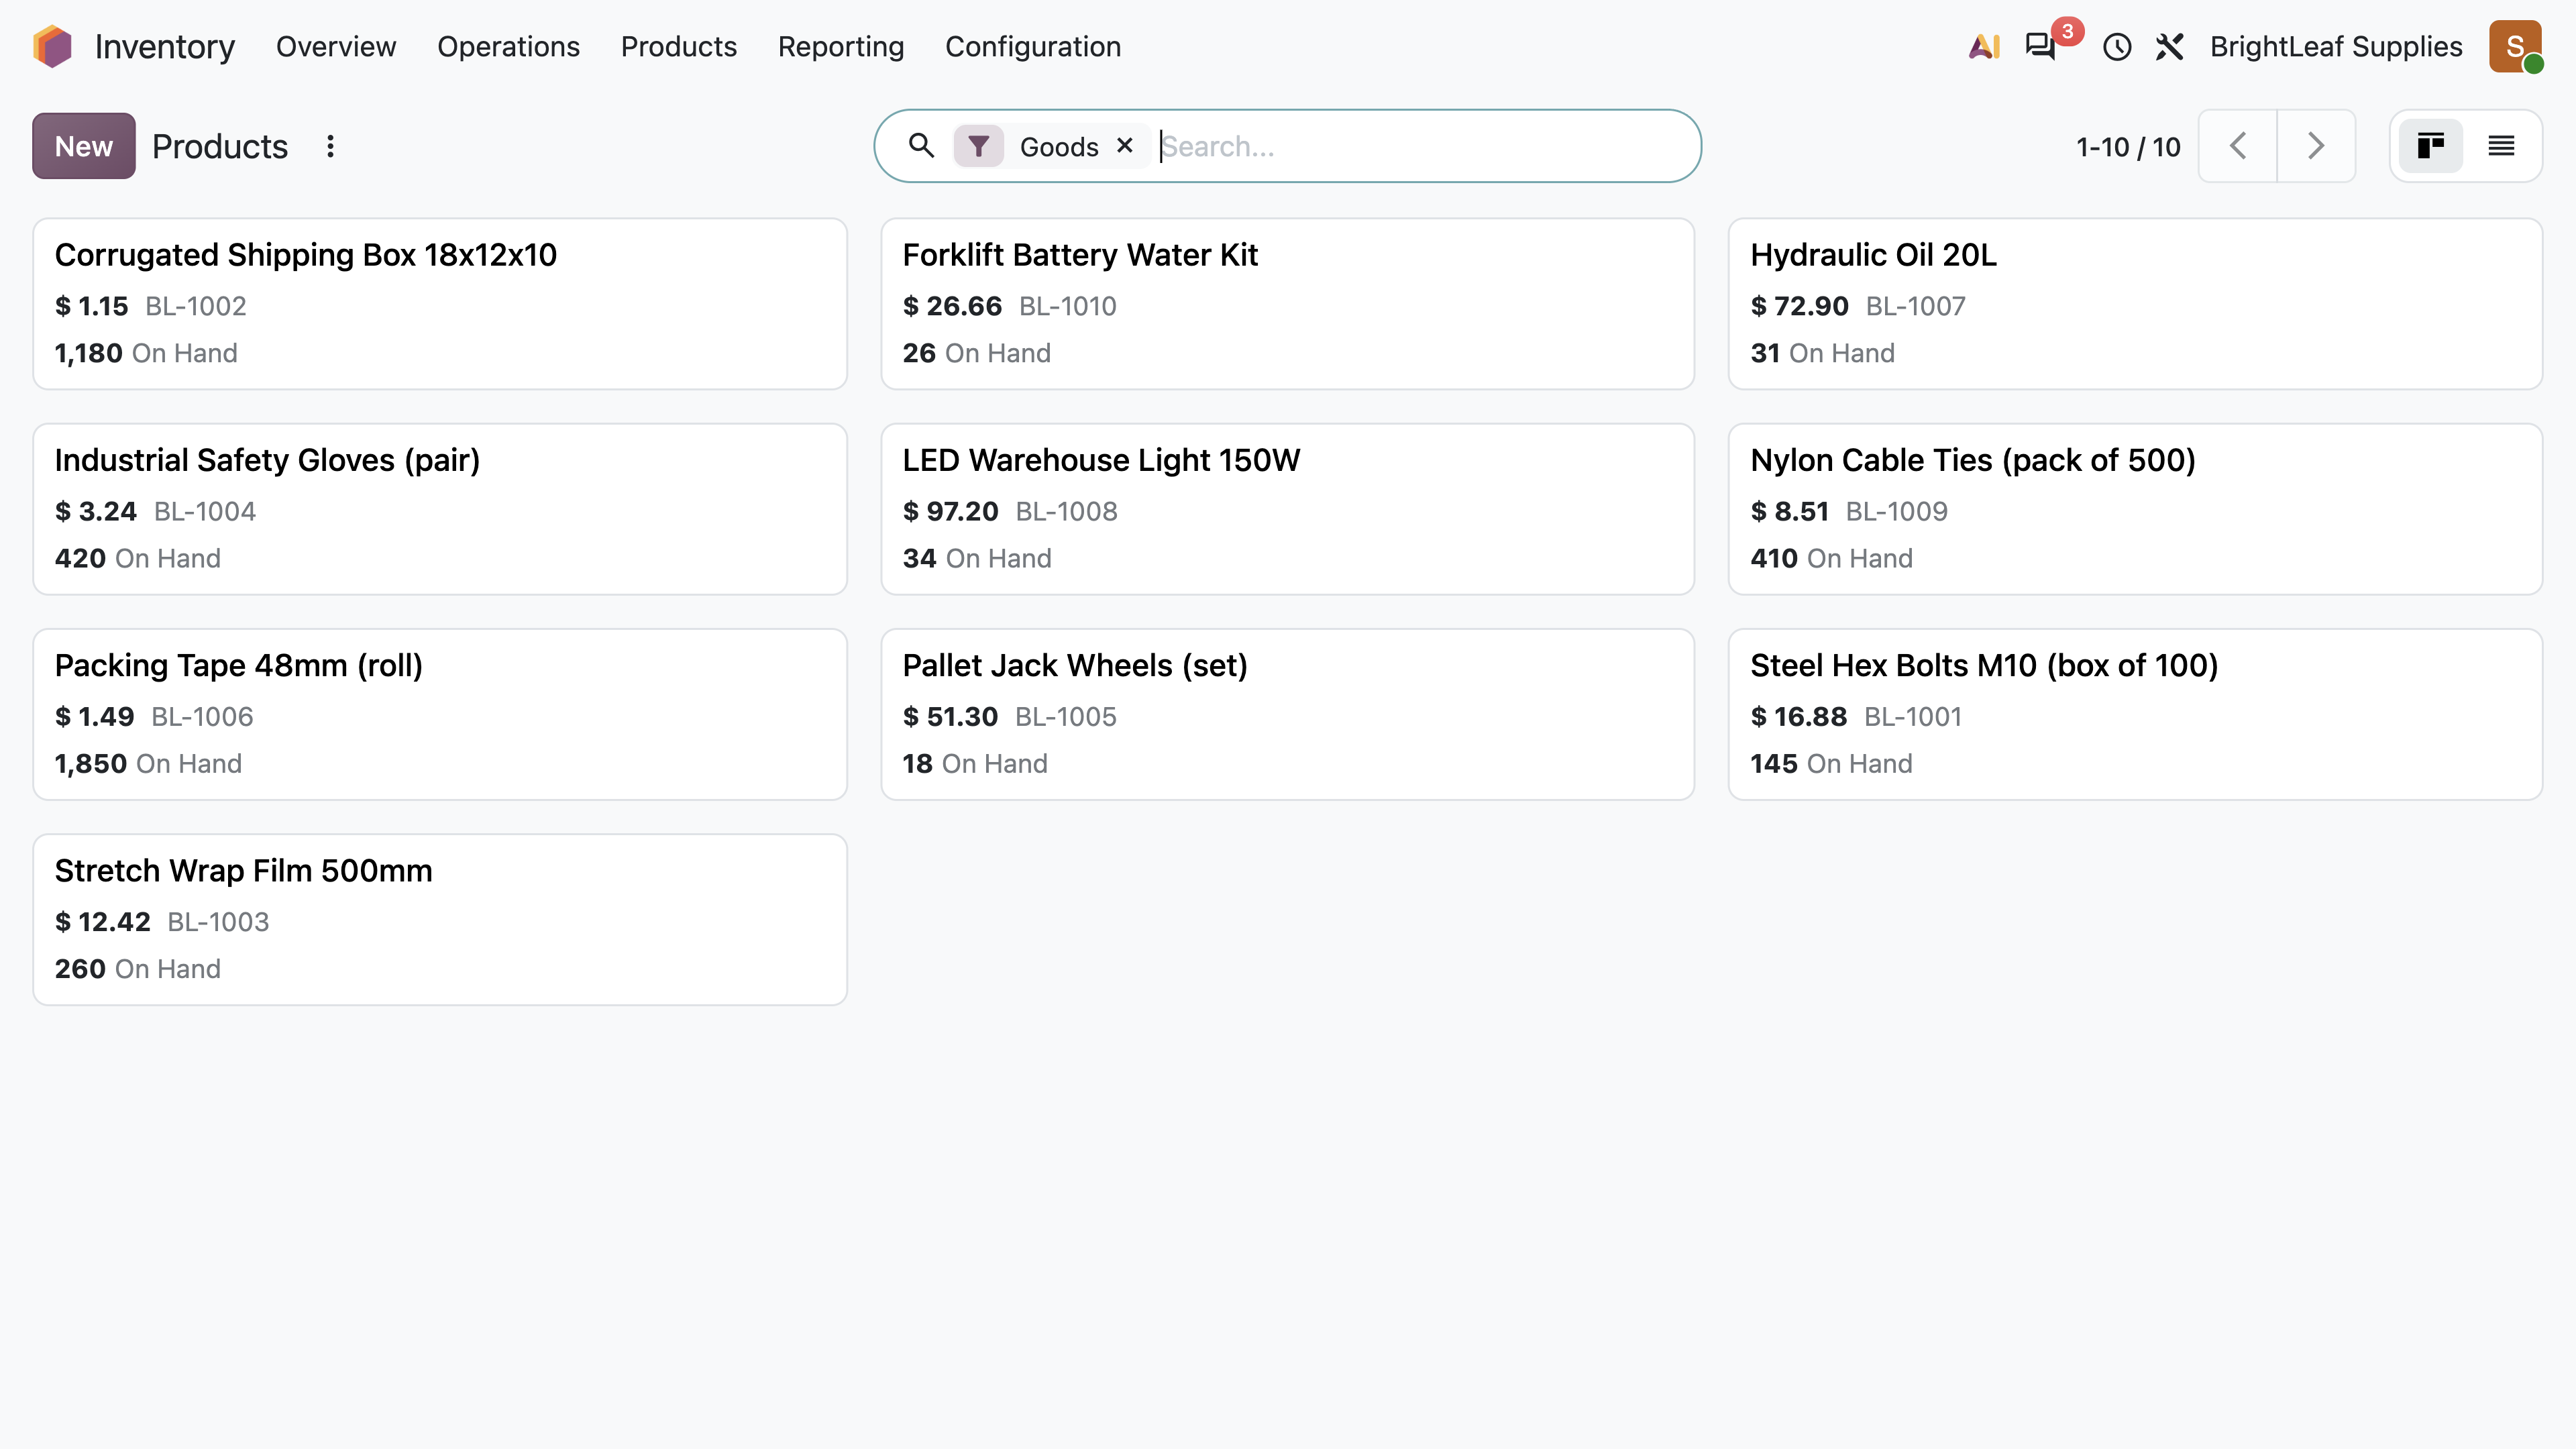 Inventory Overview Operations Products Reporting Configuration AI 3 BrightLeaf Supplies S
New Products Goods Search... 1-10 / 10
Corrugated Shipping Box 18x12x10
$ 1.15 BL-1002
1,180 On Hand
Forklift Battery Water Kit
$ 26.66 BL-1010
26 On Hand
Hydraulic Oil 20L
$ 72.90 BL-1007
31 On Hand
Industrial Safety Gloves (pair)
$ 3.24 BL-1004
420 On Hand
LED Warehouse Light 150W
$ 97.20 BL-1008
34 On Hand
Nylon Cable Ties (pack of 500)
$ 8.51 BL-1009
410 On Hand
Packing Tape 48mm (roll)
$ 1.49 BL-1006
1,850 On Hand
Pallet Jack Wheels (set)
$ 51.30 BL-1005
18 On Hand
Steel Hex Bolts M10 (box of 100)
$ 16.88 BL-1001
145 On Hand
Stretch Wrap Film 500mm
$ 12.42 BL-1003
260 On Hand